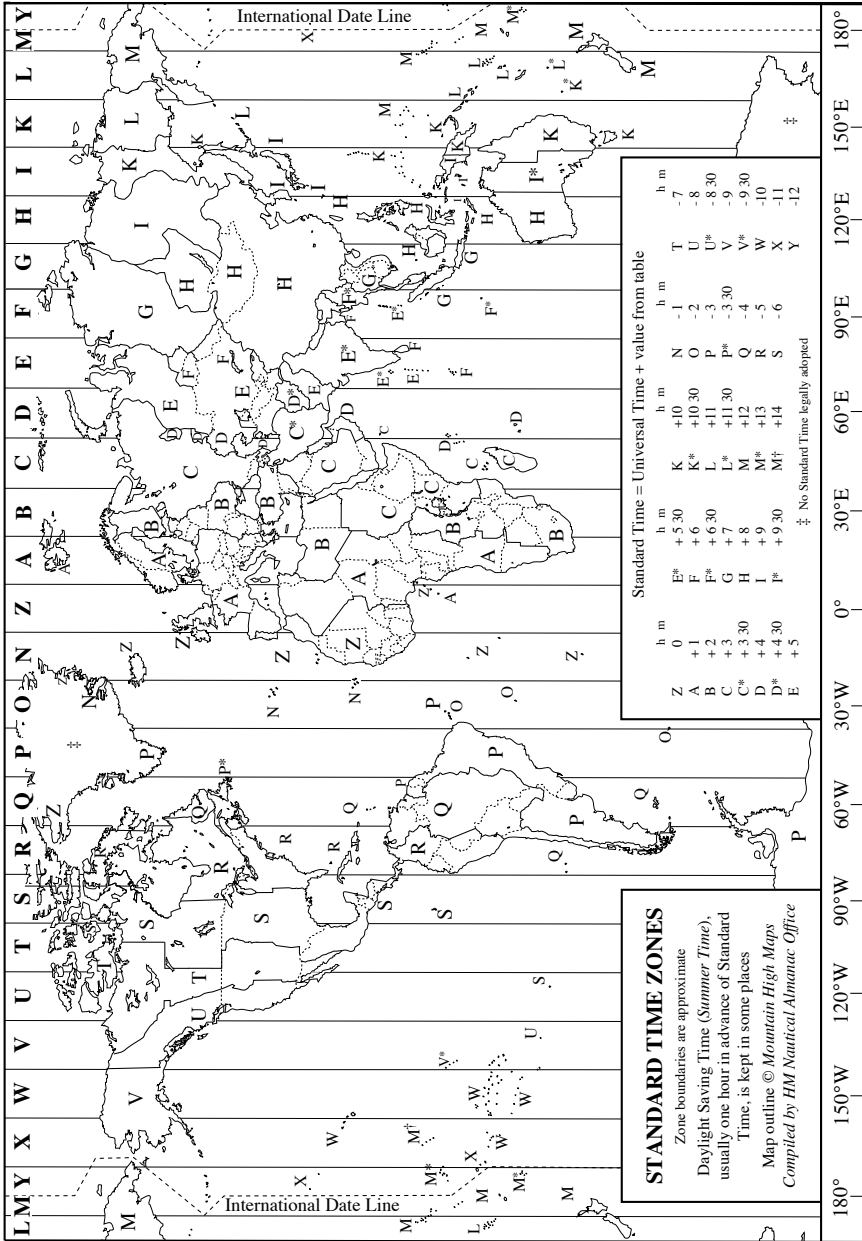 L M Y X W V U T S R Q P O N Z A B C D E F G H I K L M Y
International Date Line
International Date Line
M V T S Z ‡ Z N Z A A B C E G I K L M
U T S R Q P P* P Z A B C D E F H H K L
X W S R R Q N N Z B C C* D* E E* H I I K M X
M M* M† V* W W X U S S R Q P P O O Z Z A B C D F F* G H I* K L M
M L M M* W Q P Q O P B C D F* G H K K* L* M ‡
STANDARD TIME ZONES
Zone boundaries are approximate
Daylight Saving Time (Summer Time),
usually one hour in advance of Standard
Time, is kept in some places
Map outline © Mountain High Maps
Compiled by HM Nautical Almanac Office
Standard Time = Universal Time + value from table
h m h m h m h m h m
Z 0 E* + 5 30 K +10 N - 1 T - 7
A + 1 F + 6 K* +10 30 O - 2 U - 8
B + 2 F* + 6 30 L +11 P - 3 U* - 8 30
C + 3 G + 7 L* +11 30 P* - 3 30 V - 9
C* + 3 30 H + 8 M +12 Q - 4 V* - 9 30
D + 4 I + 9 M* +13 R - 5 W -10
D* + 4 30 I* + 9 30 M† +14 S - 6 X -11
E + 5 Y -12
‡ No Standard Time legally adopted
180° 150°W 120°W 90°W 60°W 30°W 0° 30°E 60°E 90°E 120°E 150°E 180°